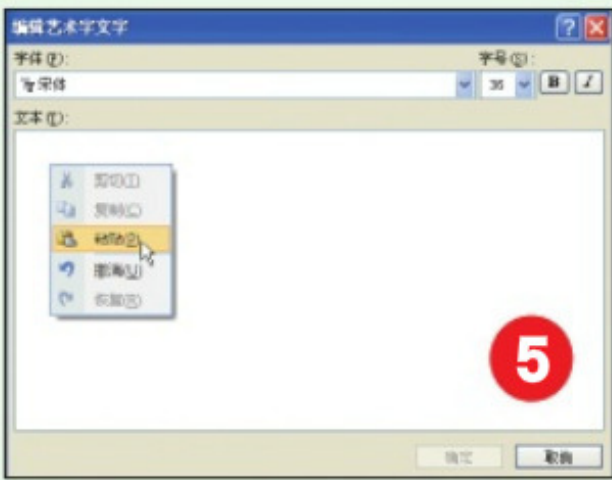 编辑艺术字文字
字体(F):
字号(S):
宋体
36
B
I
文本(T):
剪切(T)
复制(C)
粘贴(P)
撤消(U)
恢复(R)
5
确定
取消